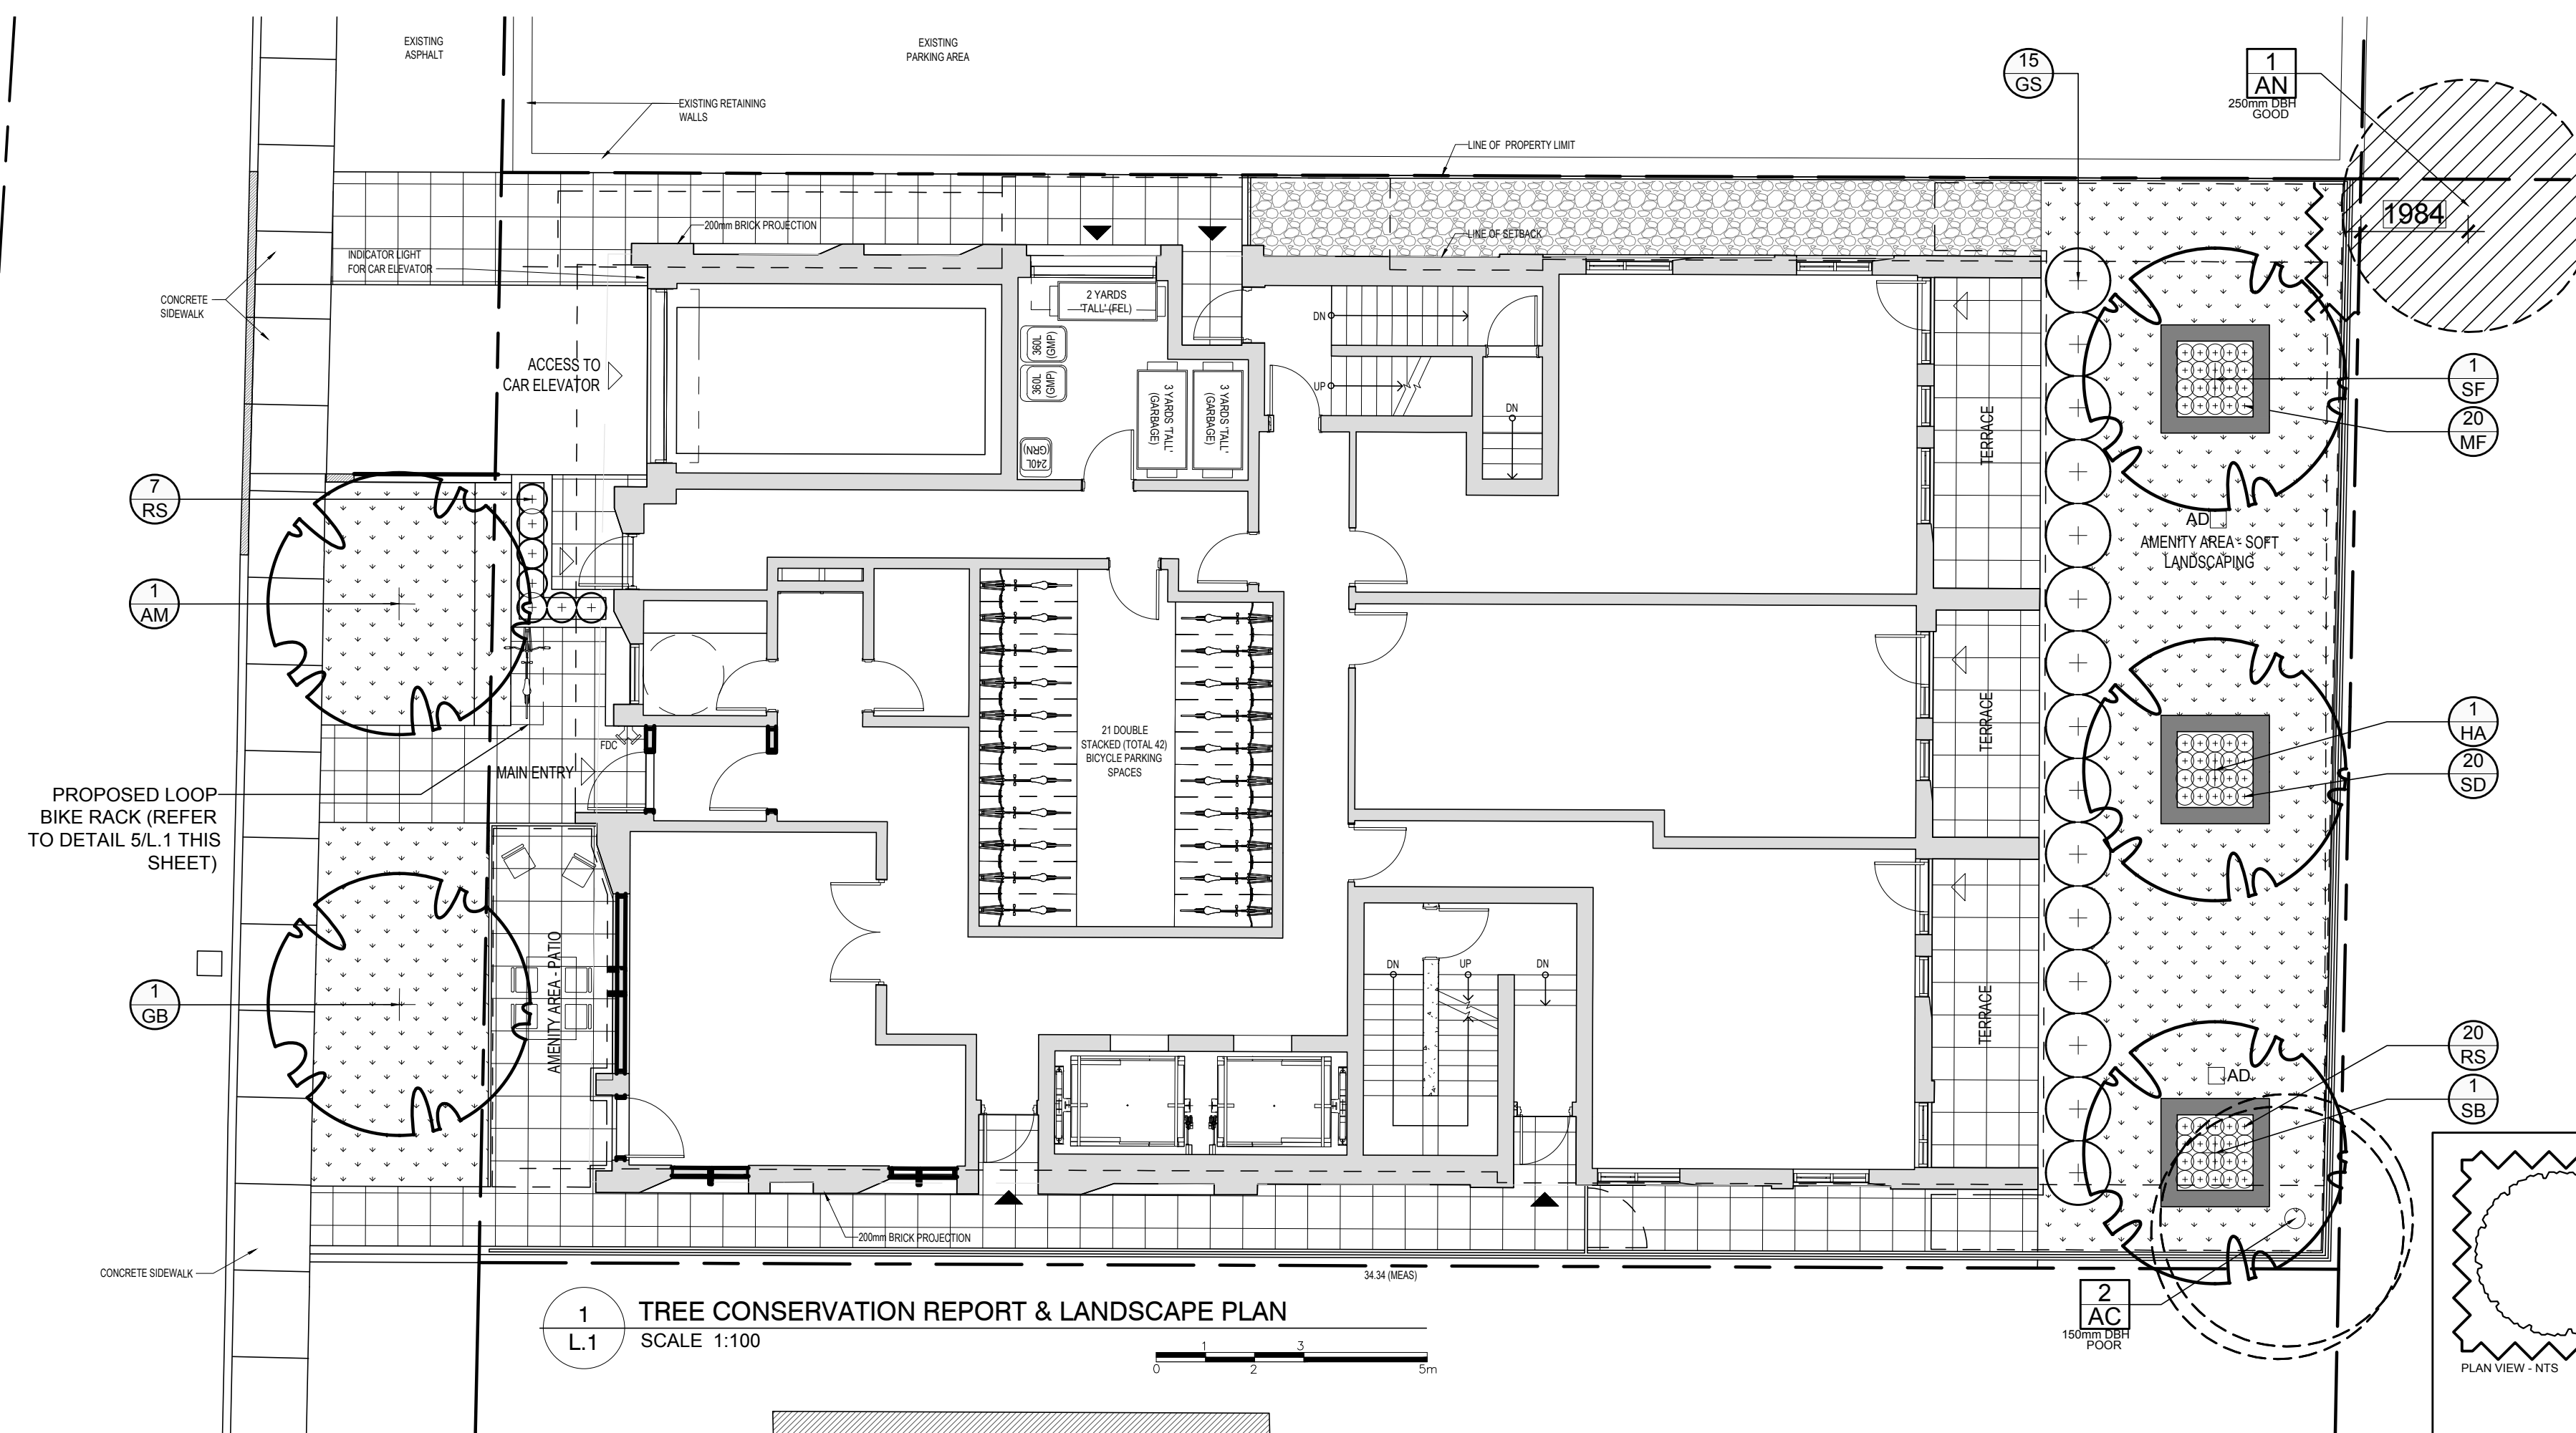 EXISTING
ASPHALT
EXISTING
PARKING AREA
EXISTING RETAINING
WALLS
LINE OF PROPERTY LIMIT
15
GS
1
AN
250mm DBH
GOOD
1984
200mm BRICK PROJECTION
LINE OF SETBACK
INDICATOR LIGHT
FOR CAR ELEVATOR
CONCRETE
SIDEWALK
2 YARDS
'TALL' (FEL)
360L
(GMP)
360L
(GMP)
3 YARDS 'TALL'
(GARBAGE)
3 YARDS 'TALL'
(GARBAGE)
240L
(GRN)
DN
UP
DN
ACCESS TO
CAR ELEVATOR
TERRACE
1
SF
20
MF
7
RS
AD
AMENITY AREA - SOFT
LANDSCAPING
1
AM
21 DOUBLE
STACKED (TOTAL 42)
BICYCLE PARKING
SPACES
TERRACE
1
HA
20
SD
FDC
MAIN ENTRY
PROPOSED LOOP
BIKE RACK (REFER
TO DETAIL 5/L.1 THIS
SHEET)
AMENITY AREA - PATIO
1
GB
DN
UP
DN
TERRACE
AD
20
RS
1
SB
200mm BRICK PROJECTION
CONCRETE SIDEWALK
34.34 (MEAS)
2
AC
150mm DBH
POOR
1
L.1
TREE CONSERVATION REPORT & LANDSCAPE PLAN
SCALE 1:100
1
3
0
2
5m
PLAN VIEW - NTS